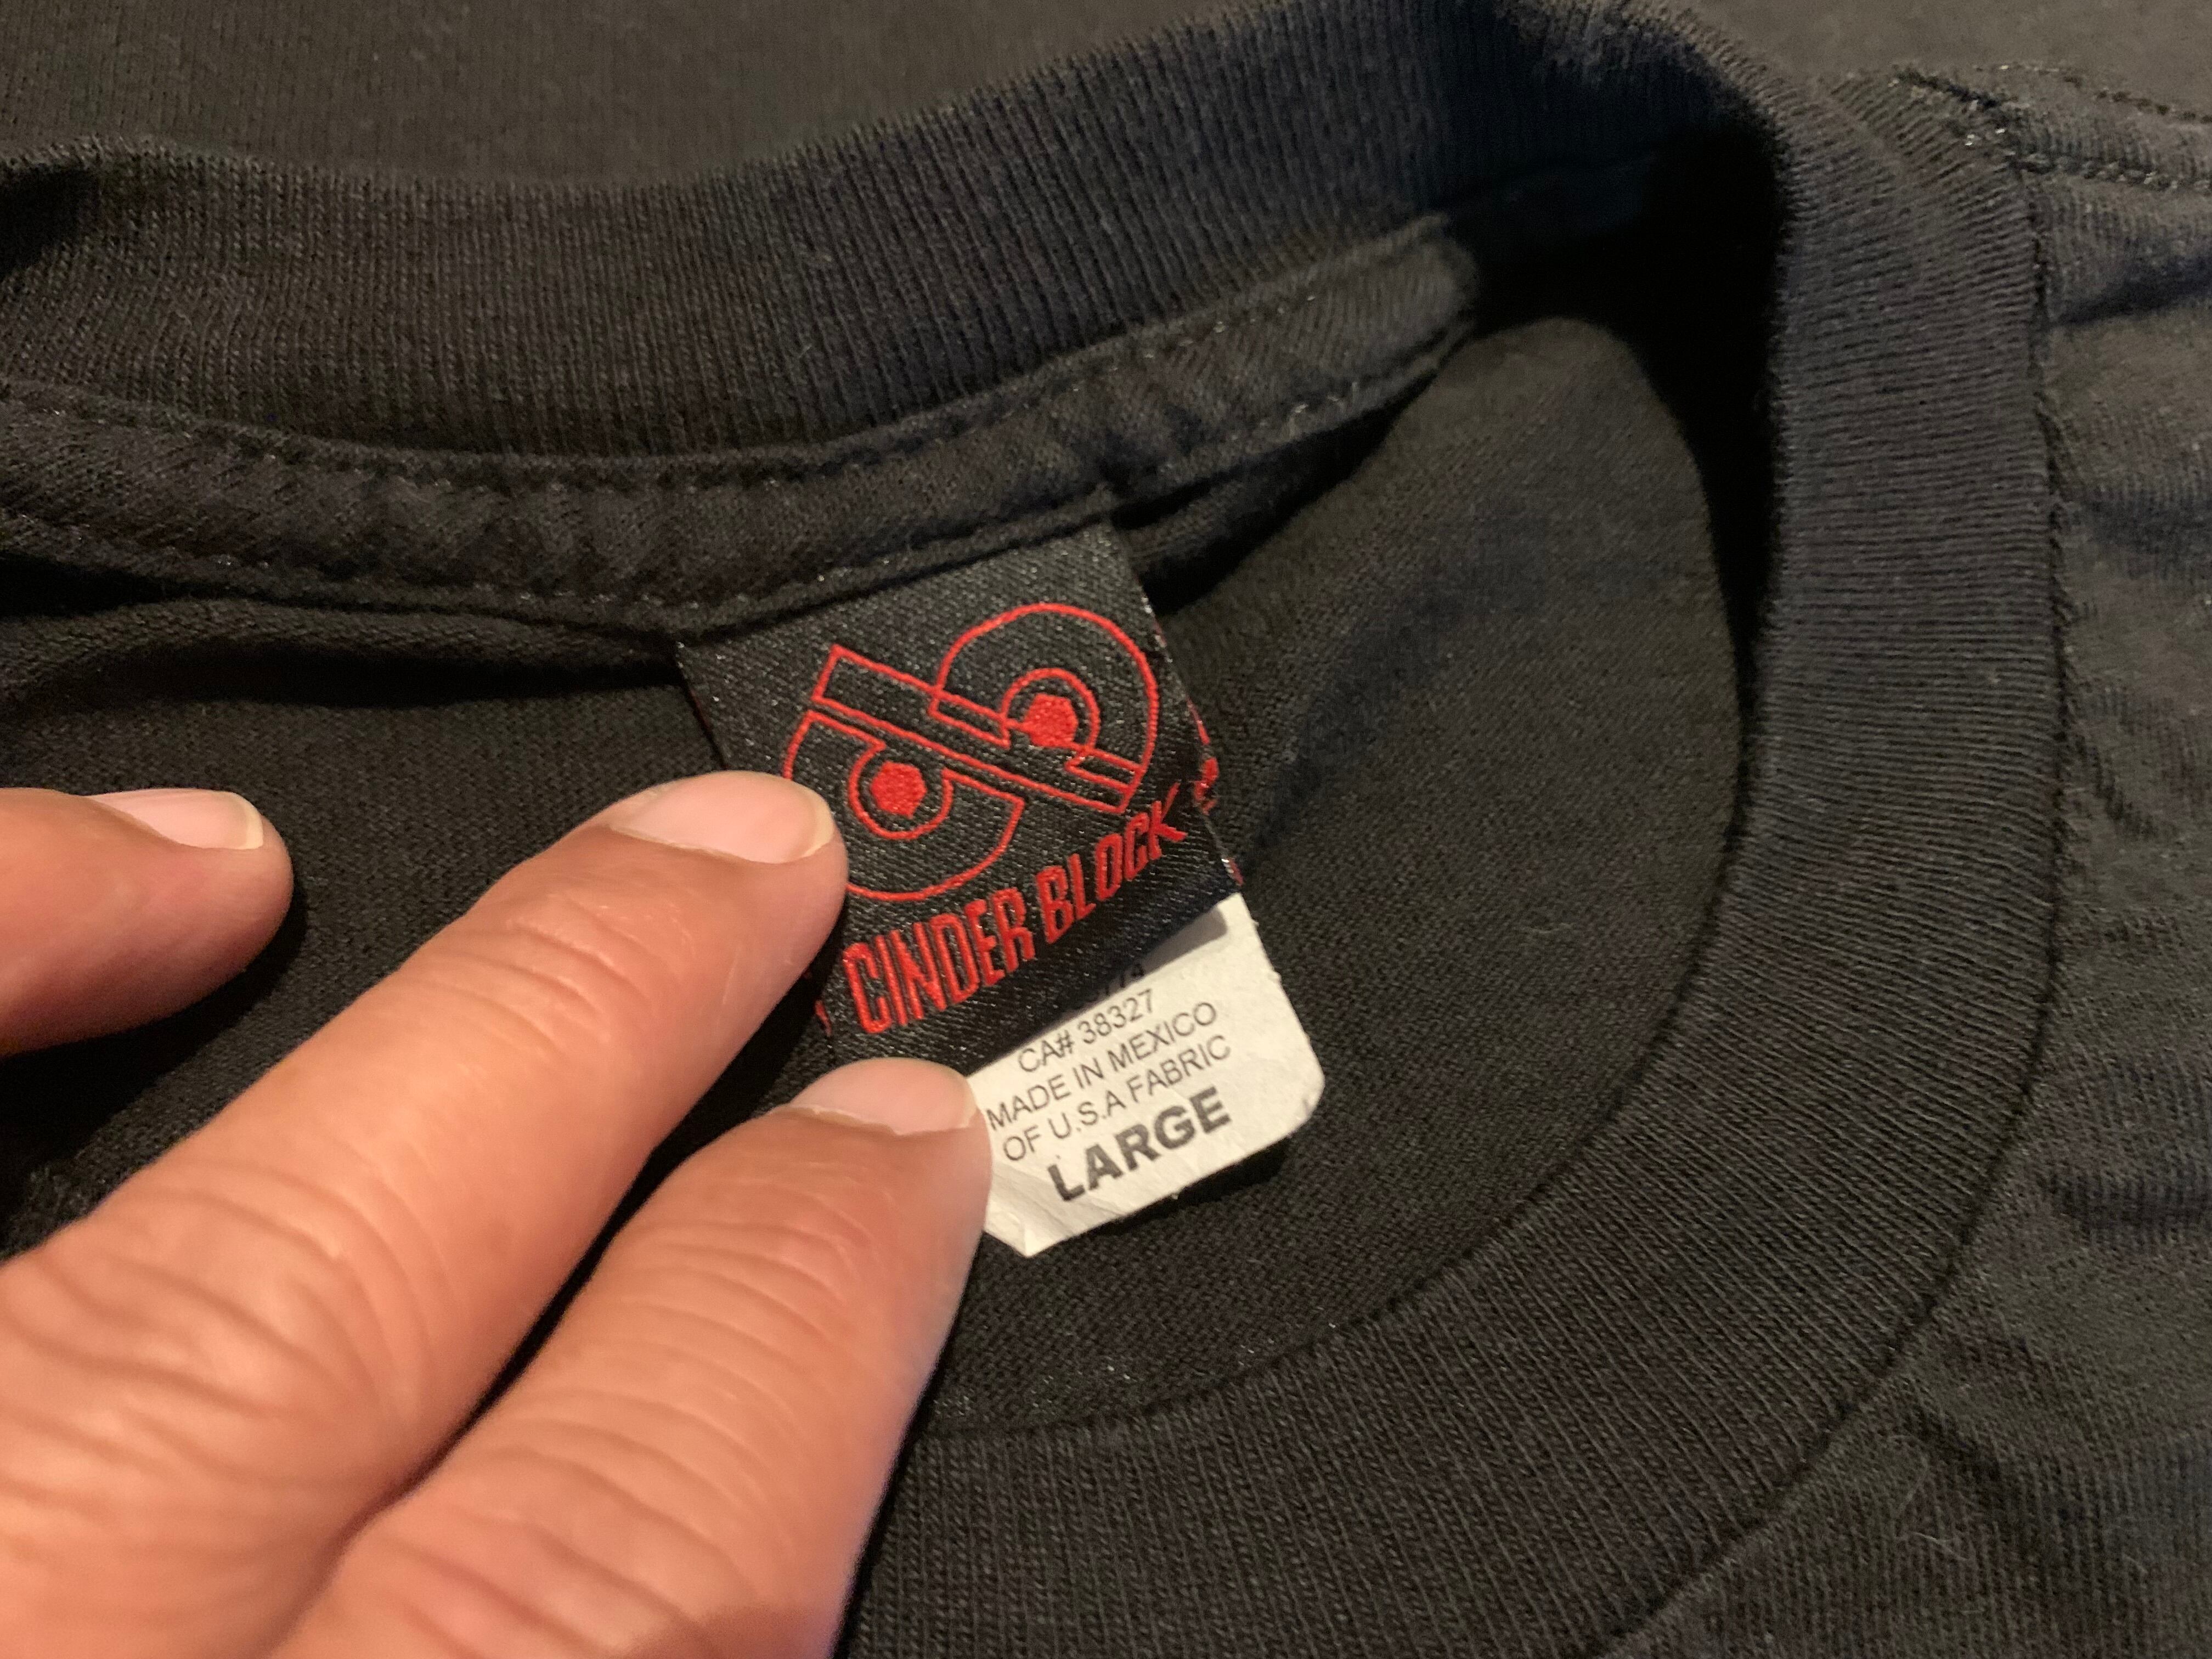 CINDER BLOCK
CA# 38327
MADE IN MEXICO
OF U.S.A FABRIC
LARGE